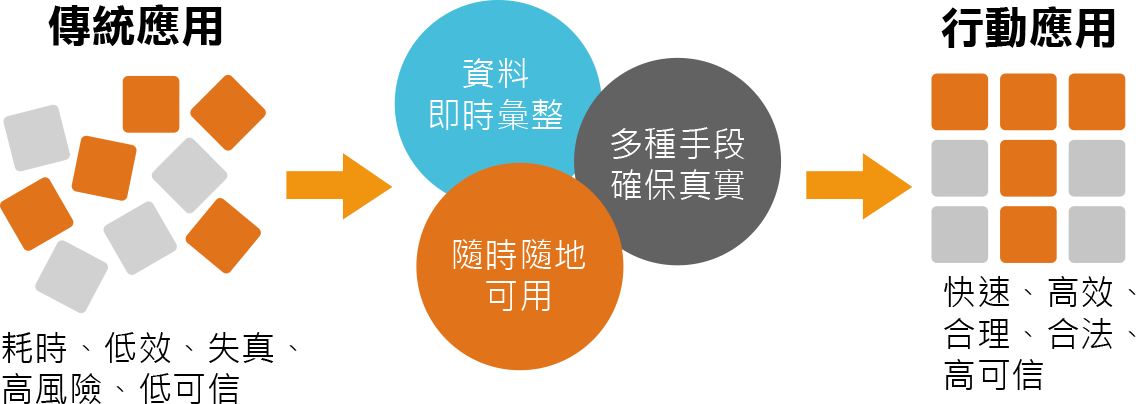 傳統應用
耗時、低效、失真、
高風險、低可信
資料
即時彙整
多種手段
確保真實
隨時隨地
可用
行動應用
快速、高效、
合理、合法、
高可信